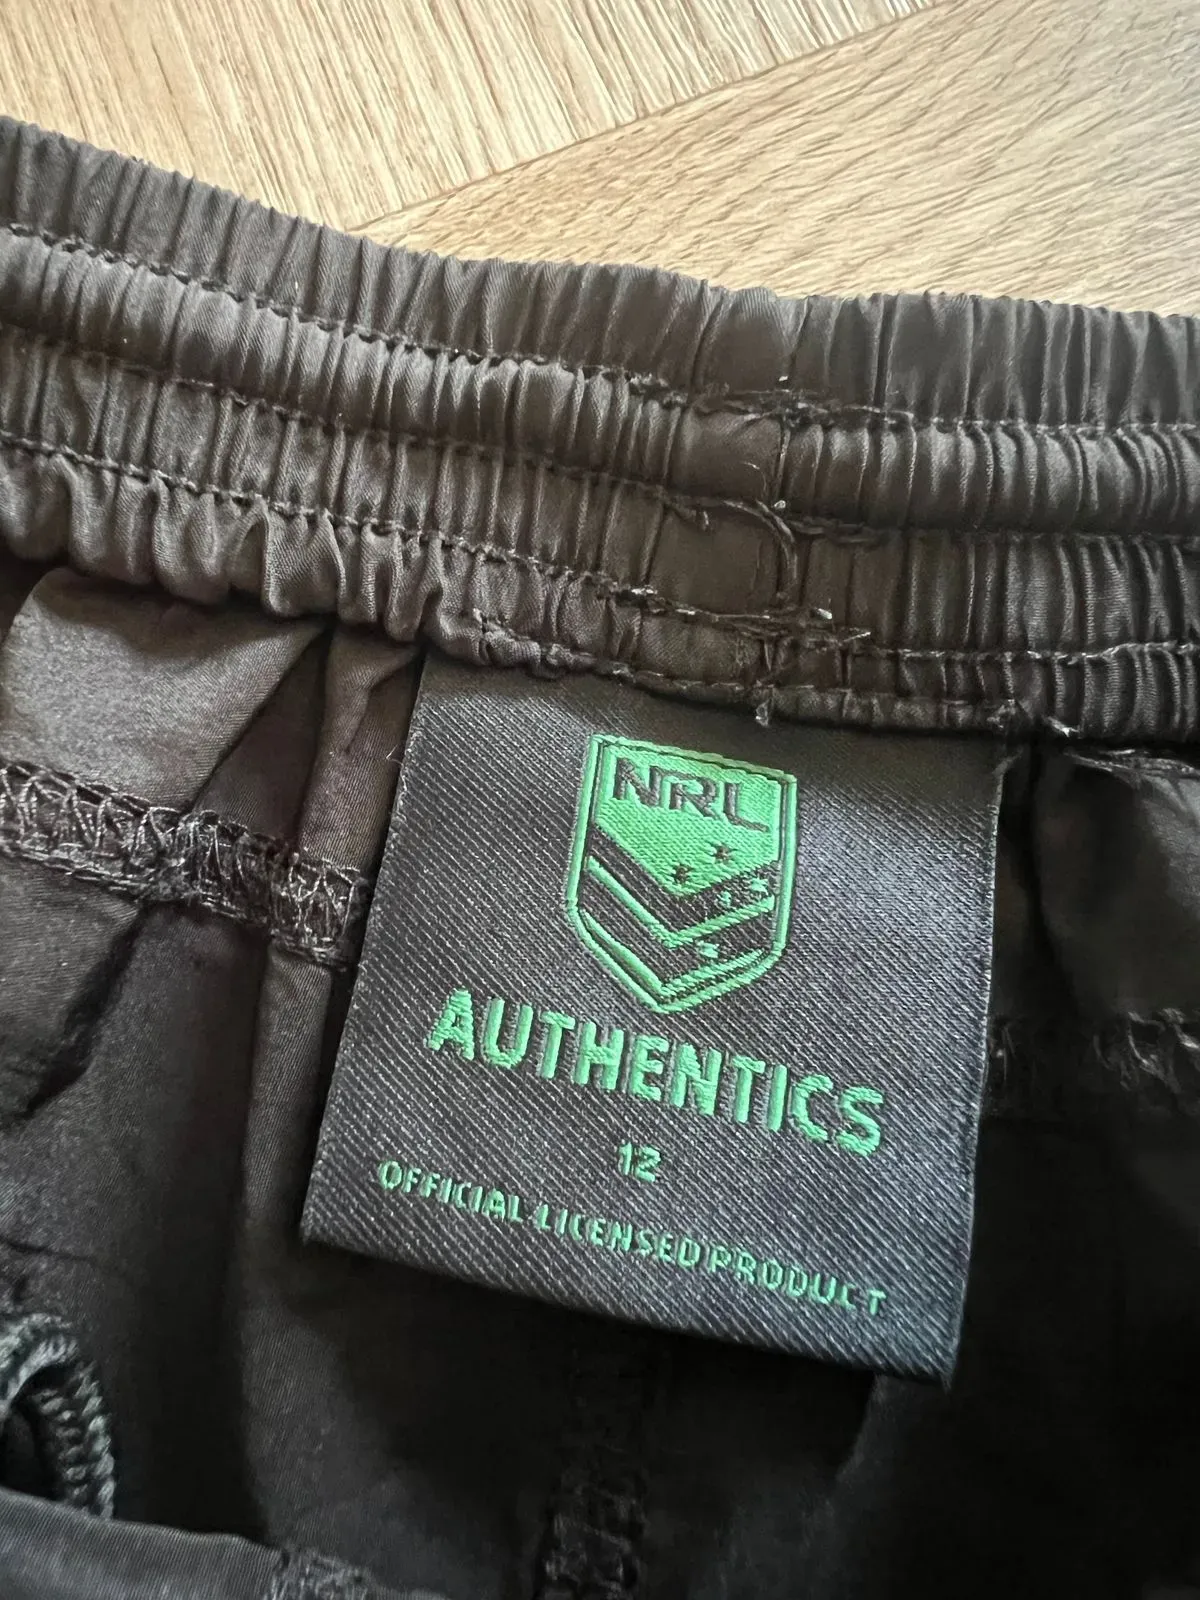 NRL
AUTHENTICS
12
OFFICIAL LICENSED PRODUCT